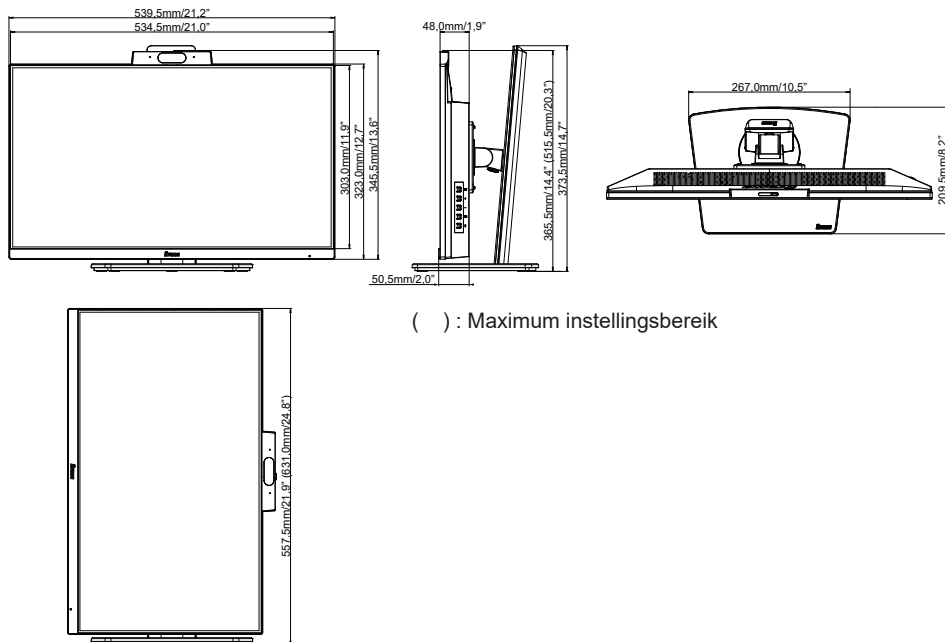 539,5mm/21,2”
534,5mm/21,0”
303,0mm/11,9”
323,0mm/12,7”
345,5mm/13,6”
48,0mm/1,9”
365,5mm/14,4” (515,5mm/20,3”)
373,5mm/14,7”
50,5mm/2,0”
267,0mm/10,5”
209,5mm/8,2”
( ) : Maximum instellingsbereik
557,5mm/21,9” (631,0mm/24,8”)